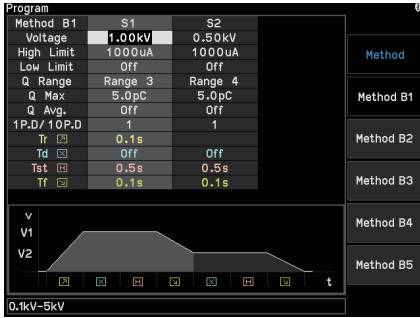 Program
Method B1 S1 S2
Voltage 1.00kV 0.50kV
High Limit 1000uA 1000uA
Low Limit Off Off
Q Range Range 3 Range 4
Q Max 5.0pC 5.0pC
Q Avg. Off Off
1P.D/10P.D 1 1
Tr 0.1s
Td Off Off
Tst H 0.5s 0.5s
Tf 0.1s 0.1s
Method
Method B1
Method B2
Method B3
Method B4
Method B5
V
V1
V2
H H t
0.1kV-5kV